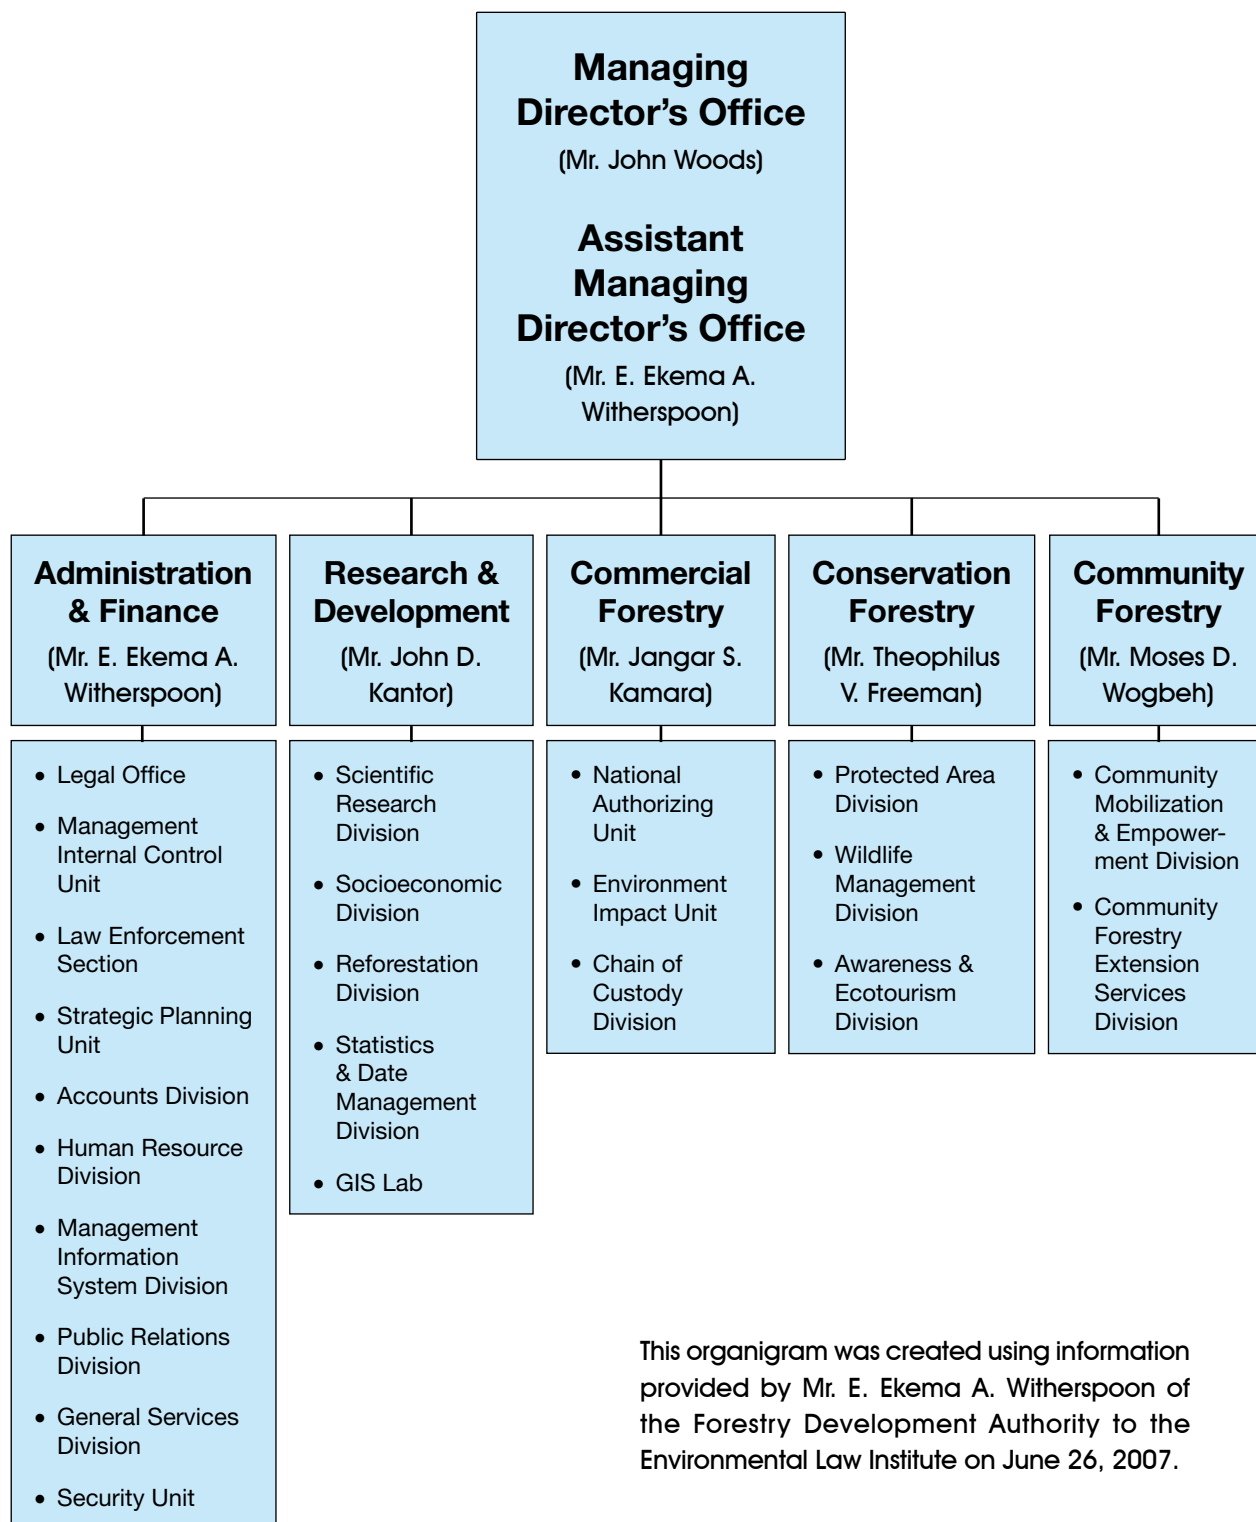 Managing
Director’s Office
(Mr. John Woods)
Assistant
Managing
Director’s Office
(Mr. E. Ekema A.
Witherspoon)
Administration
& Finance
(Mr. E. Ekema A.
Witherspoon)
• Legal Office
• Management
Internal Control
Unit
• Law Enforcement
Section
• Strategic Planning
Unit
• Accounts Division
• Human Resource
Division
• Management
Information
System Division
• Public Relations
Division
• General Services
Division
• Security Unit
Research &
Development
(Mr. John D.
Kantor)
• Scientific
Research
Division
• Socioeconomic
Division
• Reforestation
Division
• Statistics
& Date
Management
Division
• GIS Lab
Commercial
Forestry
(Mr. Jangar S.
Kamara)
• National
Authorizing
Unit
• Environment
Impact Unit
• Chain of
Custody
Division
Conservation
Forestry
(Mr. Theophilus
V. Freeman)
• Protected Area
Division
• Wildlife
Management
Division
• Awareness &
Ecotourism
Division
Community
Forestry
(Mr. Moses D.
Wogbeh)
• Community
Mobilization
& Empower-
ment Division
• Community
Forestry
Extension
Services
Division
This organigram was created using information
provided by Mr. E. Ekema A. Witherspoon of
the Forestry Development Authority to the
Environmental Law Institute on June 26, 2007.